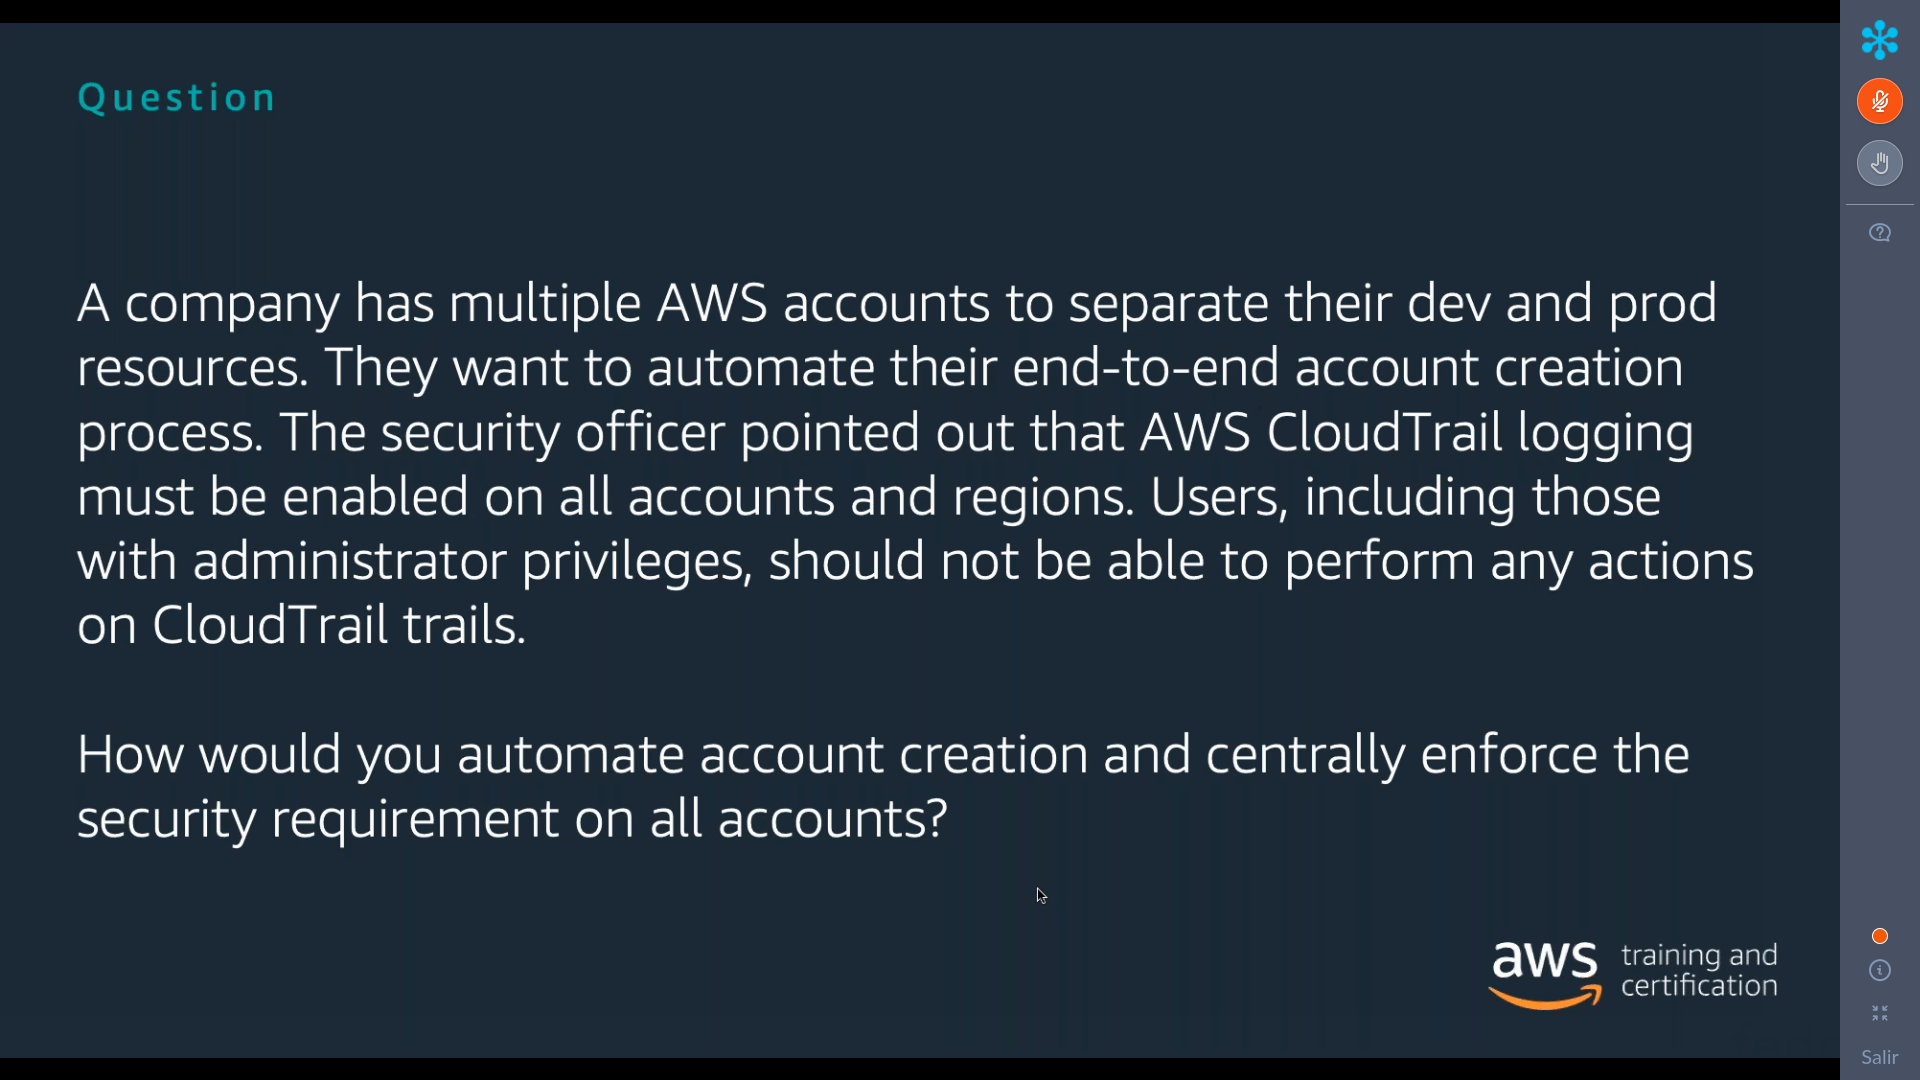 Question
A company has multiple AWS accounts to separate their dev and prod
resources. They want to automate their end-to-end account creation
process. The security officer pointed out that AWS CloudTrail logging
must be enabled on all accounts and regions. Users, including those
with administrator privileges, should not be able to perform any actions
on CloudTrail trails.
How would you automate account creation and centrally enforce the
security requirement on all accounts?
aws training and
certification
Salir